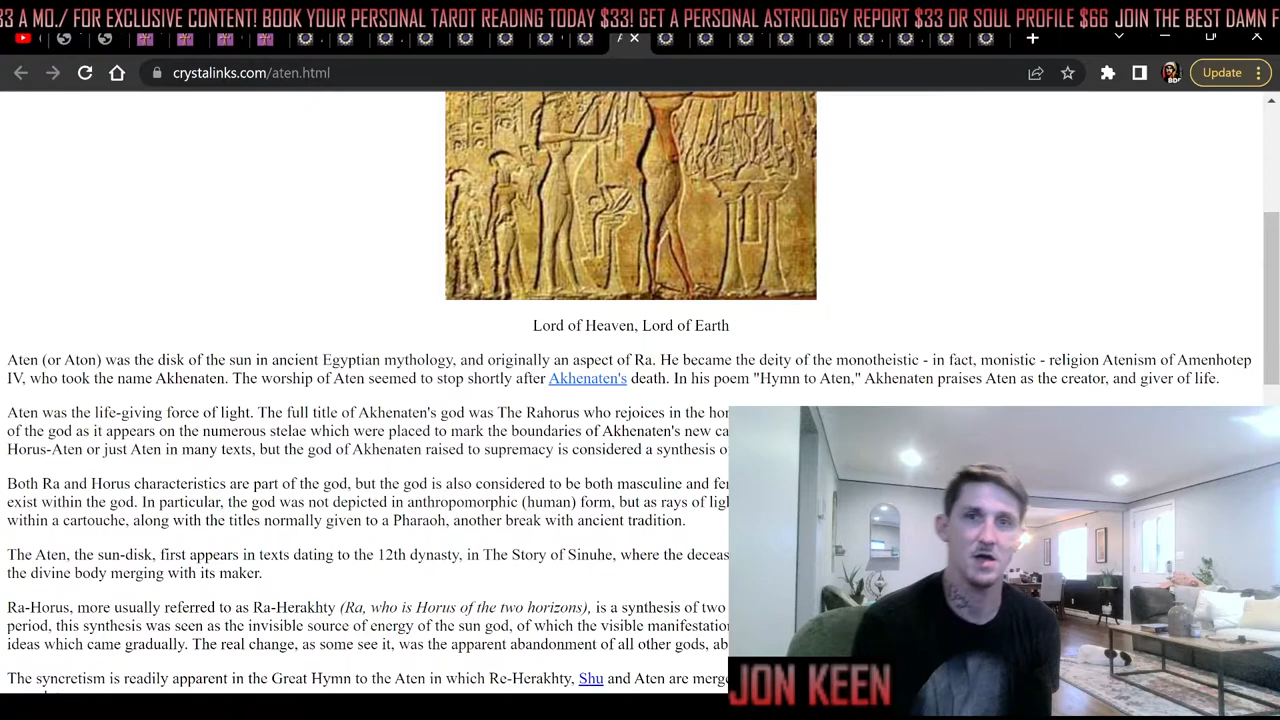 33 A MO./ FOR EXCLUSIVE CONTENT! BOOK YOUR PERSONAL TAROT READING TODAY $33! GET A PERSONAL ASTROLOGY REPORT $33 OR SOUL PROFILE $66 JOIN THE BEST DAMN F
crystalinks.com/aten.html
Update
Lord of Heaven, Lord of Earth
Aten (or Aton) was the disk of the sun in ancient Egyptian mythology, and originally an aspect of Ra. He became the deity of the monotheistic - in fact, monistic - religion Atenism of Amenhotep
IV, who took the name Akhenaten. The worship of Aten seemed to stop shortly after Akhenaten's death. In his poem "Hymn to Aten," Akhenaten praises Aten as the creator, and giver of life.
Aten was the life-giving force of light. The full title of Akhenaten's god was The Rahorus who rejoices in the hor
of the god as it appears on the numerous stelae which were placed to mark the boundaries of Akhenaten's new ca
Horus-Aten or just Aten in many texts, but the god of Akhenaten raised to supremacy is considered a synthesis o
Both Ra and Horus characteristics are part of the god, but the god is also considered to be both masculine and fe
exist within the god. In particular, the god was not depicted in anthropomorphic (human) form, but as rays of lig
within a cartouche, along with the titles normally given to a Pharaoh, another break with ancient tradition.
The Aten, the sun-disk, first appears in texts dating to the 12th dynasty, in The Story of Sinuhe, where the deceas
the divine body merging with its maker.
Ra-Horus, more usually referred to as Ra-Herakhty (Ra, who is Horus of the two horizons), is a synthesis of two
period, this synthesis was seen as the invisible source of energy of the sun god, of which the visible manifestation
ideas which came gradually. The real change, as some see it, was the apparent abandonment of all other gods, ab
The syncretism is readily apparent in the Great Hymn to the Aten in which Re-Herakhty, Shu and Aten are merge
JON KEEN